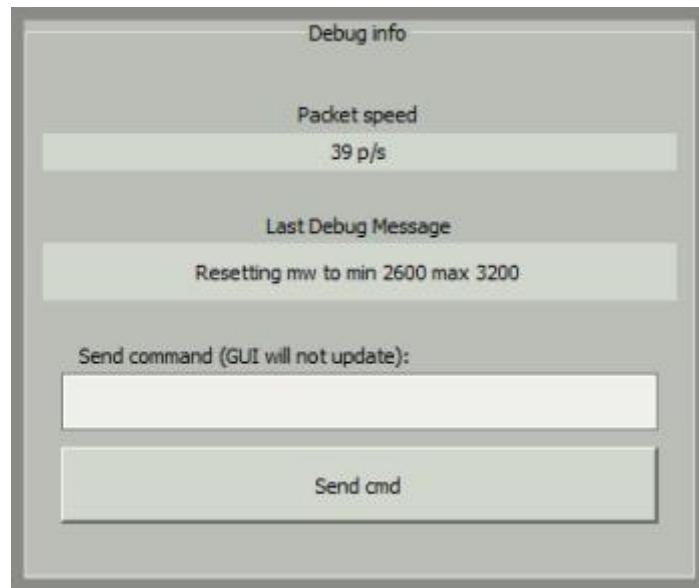 Debug info
Packet speed
39 p/s
Last Debug Message
Resetting mw to min 2600 max 3200
Send command (GUI will not update):
Send cmd